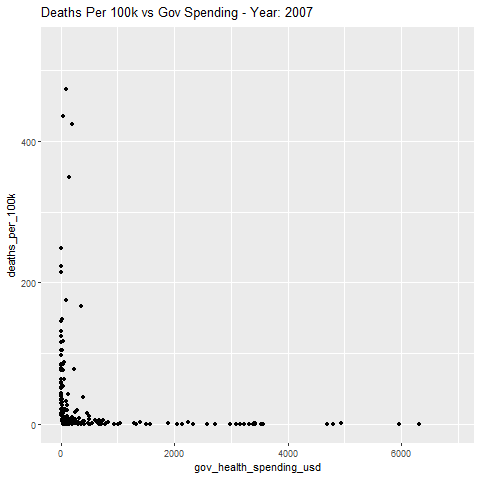 Deaths Per 100k vs Gov Spending - Year: 2007
deaths_per_100k
400
200
0
0 2000 4000 6000
gov_health_spending_usd